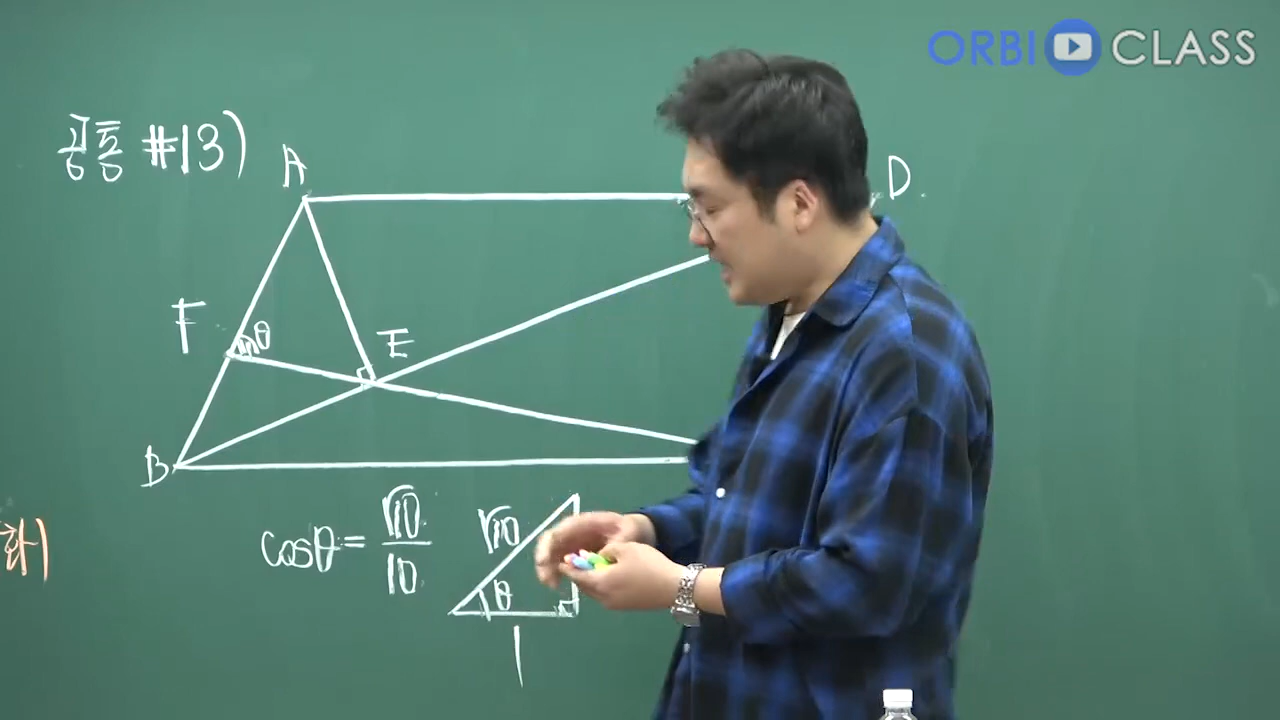 ORBI CLASS
공통 #13)
A
D
F
θ
E
B
cosθ = √10/10
√10
θ
1